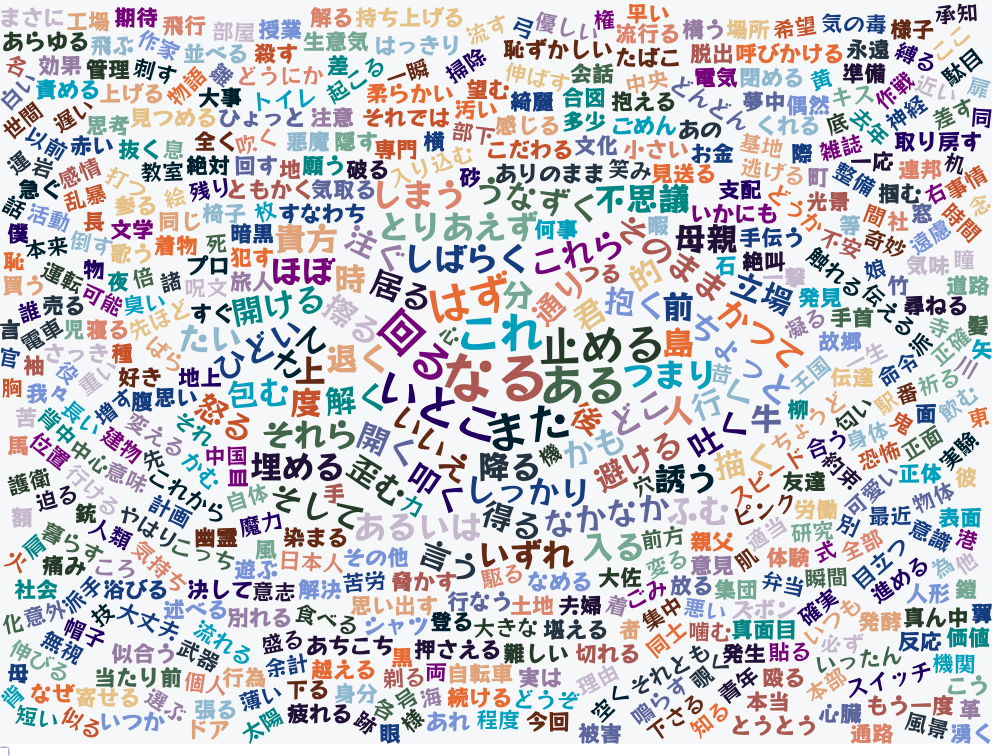 まさに 工場 期待 飛行 部屋 授業 解る 持ち上げる 流す 弓 優しい 権 早い 流行る 構う 場所 希望 気の毒 様子 承知
あらゆる 飛ぶ 作家 並べる 殺す 生意気 はっきり 恥ずかしい たばこ 脱出 呼びかける 永遠 縛る ここ
名 効果 管理 刺す 物語 嫌 どうにか 差 起こる 一瞬 掃除 伸ばす 会話 中央 どんどん 電気 閉める 黄 準備 作戦 近い 駄目 扉
白い 責める 上げる 大事 トイレ 柔らかい 望む 汚い 綺麗 合図 抱える 夢中 偶然 キス 神経 差す 同
世間 遅い 思考 見つめる ひょっと 注意 それでは 部下 感じる 多少 ごめん あの くれる 底 去年 取り戻す
以前 赤い 抜く 息 全く 吹く 悪魔 隠す 専門 横 こだわる 文化 小さい お金 基地 際 雑誌 一応 連邦 机
運 岩 感情 教室 絶対 回す 地 願う 破る 入り込む 砂 ありのまま 笑み 見送る 逃げる 町 整備 掴む 右 事情 念
急ぐ 乱暴 打つ 参る 絵 残り ともかく 気取る しまう つなずく 不思議 支配 どうか 光景 間 社 窓 時間
話 活動 長 文学 同じ 椅子 枚 すなわち とりあえず 何事 その 暇 いかにも 等 不安 奇妙 遠慮
僕 本来 倒す 歌う 着物 死 暗黒 貴方 注ぐ しばらく これら そのまま 母親 手伝う 石 絶叫 触れる 娘 気味 瞳
恥 運転 物 夜 倍 諸 プロ 犯す ほぼ 時 居る はず 分 通り つる 的 立場 一撃 発見 伝える 竹 道路
買う 誰 売る 可能 臭い 呪文 旅人 すぐ 開ける 擦る 回る 心 君 抱く 前 かつて 凝る 手首 尋ねる 髪
言 電車 児 寝る 先ほど たい ひどい さて 退く これ 止める 島 ちょっと 故郷 命令 派 寺 正確 矢
官 袖 さっき 役 種 しばらく 上 なる ある つまり 昔 王国 一生 伝達 駅 番 祈る 川
胸 我々 重い 好き 地上 包む 度 解く いとこ また 後 どこ 人 行く 牛 柳 匂い 鬼 面 飲む
苦 長い 増す 腹 思い 怒る それ それら 開く いいえ 機 かも 避ける 吐く 描く ちょうど 合う 身体 恐怖 正面 東
馬 背中 中心 建物 変える かむ 中国 皿 埋める 歪む 叩く 降る 穴 誘う スピード 友達 約束 可愛い 正体 実験
護衛 位置 意味 先 これから 自体 そして 手 力 しっかり ピンク 労働 別 物体 彼
迫る 銃 行ける 計画 魔力 あるいは 得る なかなか ふむ 適当 研究 最近 意識 表面
額 人類 やはり こっち 幽霊 染まる 言う いずれ 入る 前方 親父 肌 体験 式 全部 目立つ 港
火 肩 暮らす 気持ち 風 日本人 その他 駆る 変る 意見 瞬間 進める 為 他
痛み ころ 遊ぶ 解決 苦労 脅かす なめる 大佐 ごみ 放る 集団 弁当 人形 鎧
社会 手 浴びる 決して 意志 思い出す 行なう 土地 夫婦 着 集中 悪い ズボン 確実 いつも 発酵 真ん中 翼
化 意外 派手 技 大丈夫 述べる 別れる 食べる シャツ 登る 大きな 堪える 者 同士 噛む 真面目 必ず 反応 価値
帽子 無視 流れる 盛る あちこち 黒 押さえる 難しい 切れる それとも 覗く 発生 貼る いったん 機関
母 伸びる 似合う 武器 余計 越える 剃る 両 自転車 実は 理由 青年 殴る 本部 スイッチ こう
背 なぜ 寄せる 当たり前 選ぶ 個人 行為 薄い 下る 身分 容 号 海 続ける どうぞ 空く 鳴らす 下さる 本当 もう一度 革
短い 似る いつか 張る ドア 太陽 疲れる 跡 眼 様 あれ 程度 今回 被害 知る とうとう 心臓 通路 風景 湧く